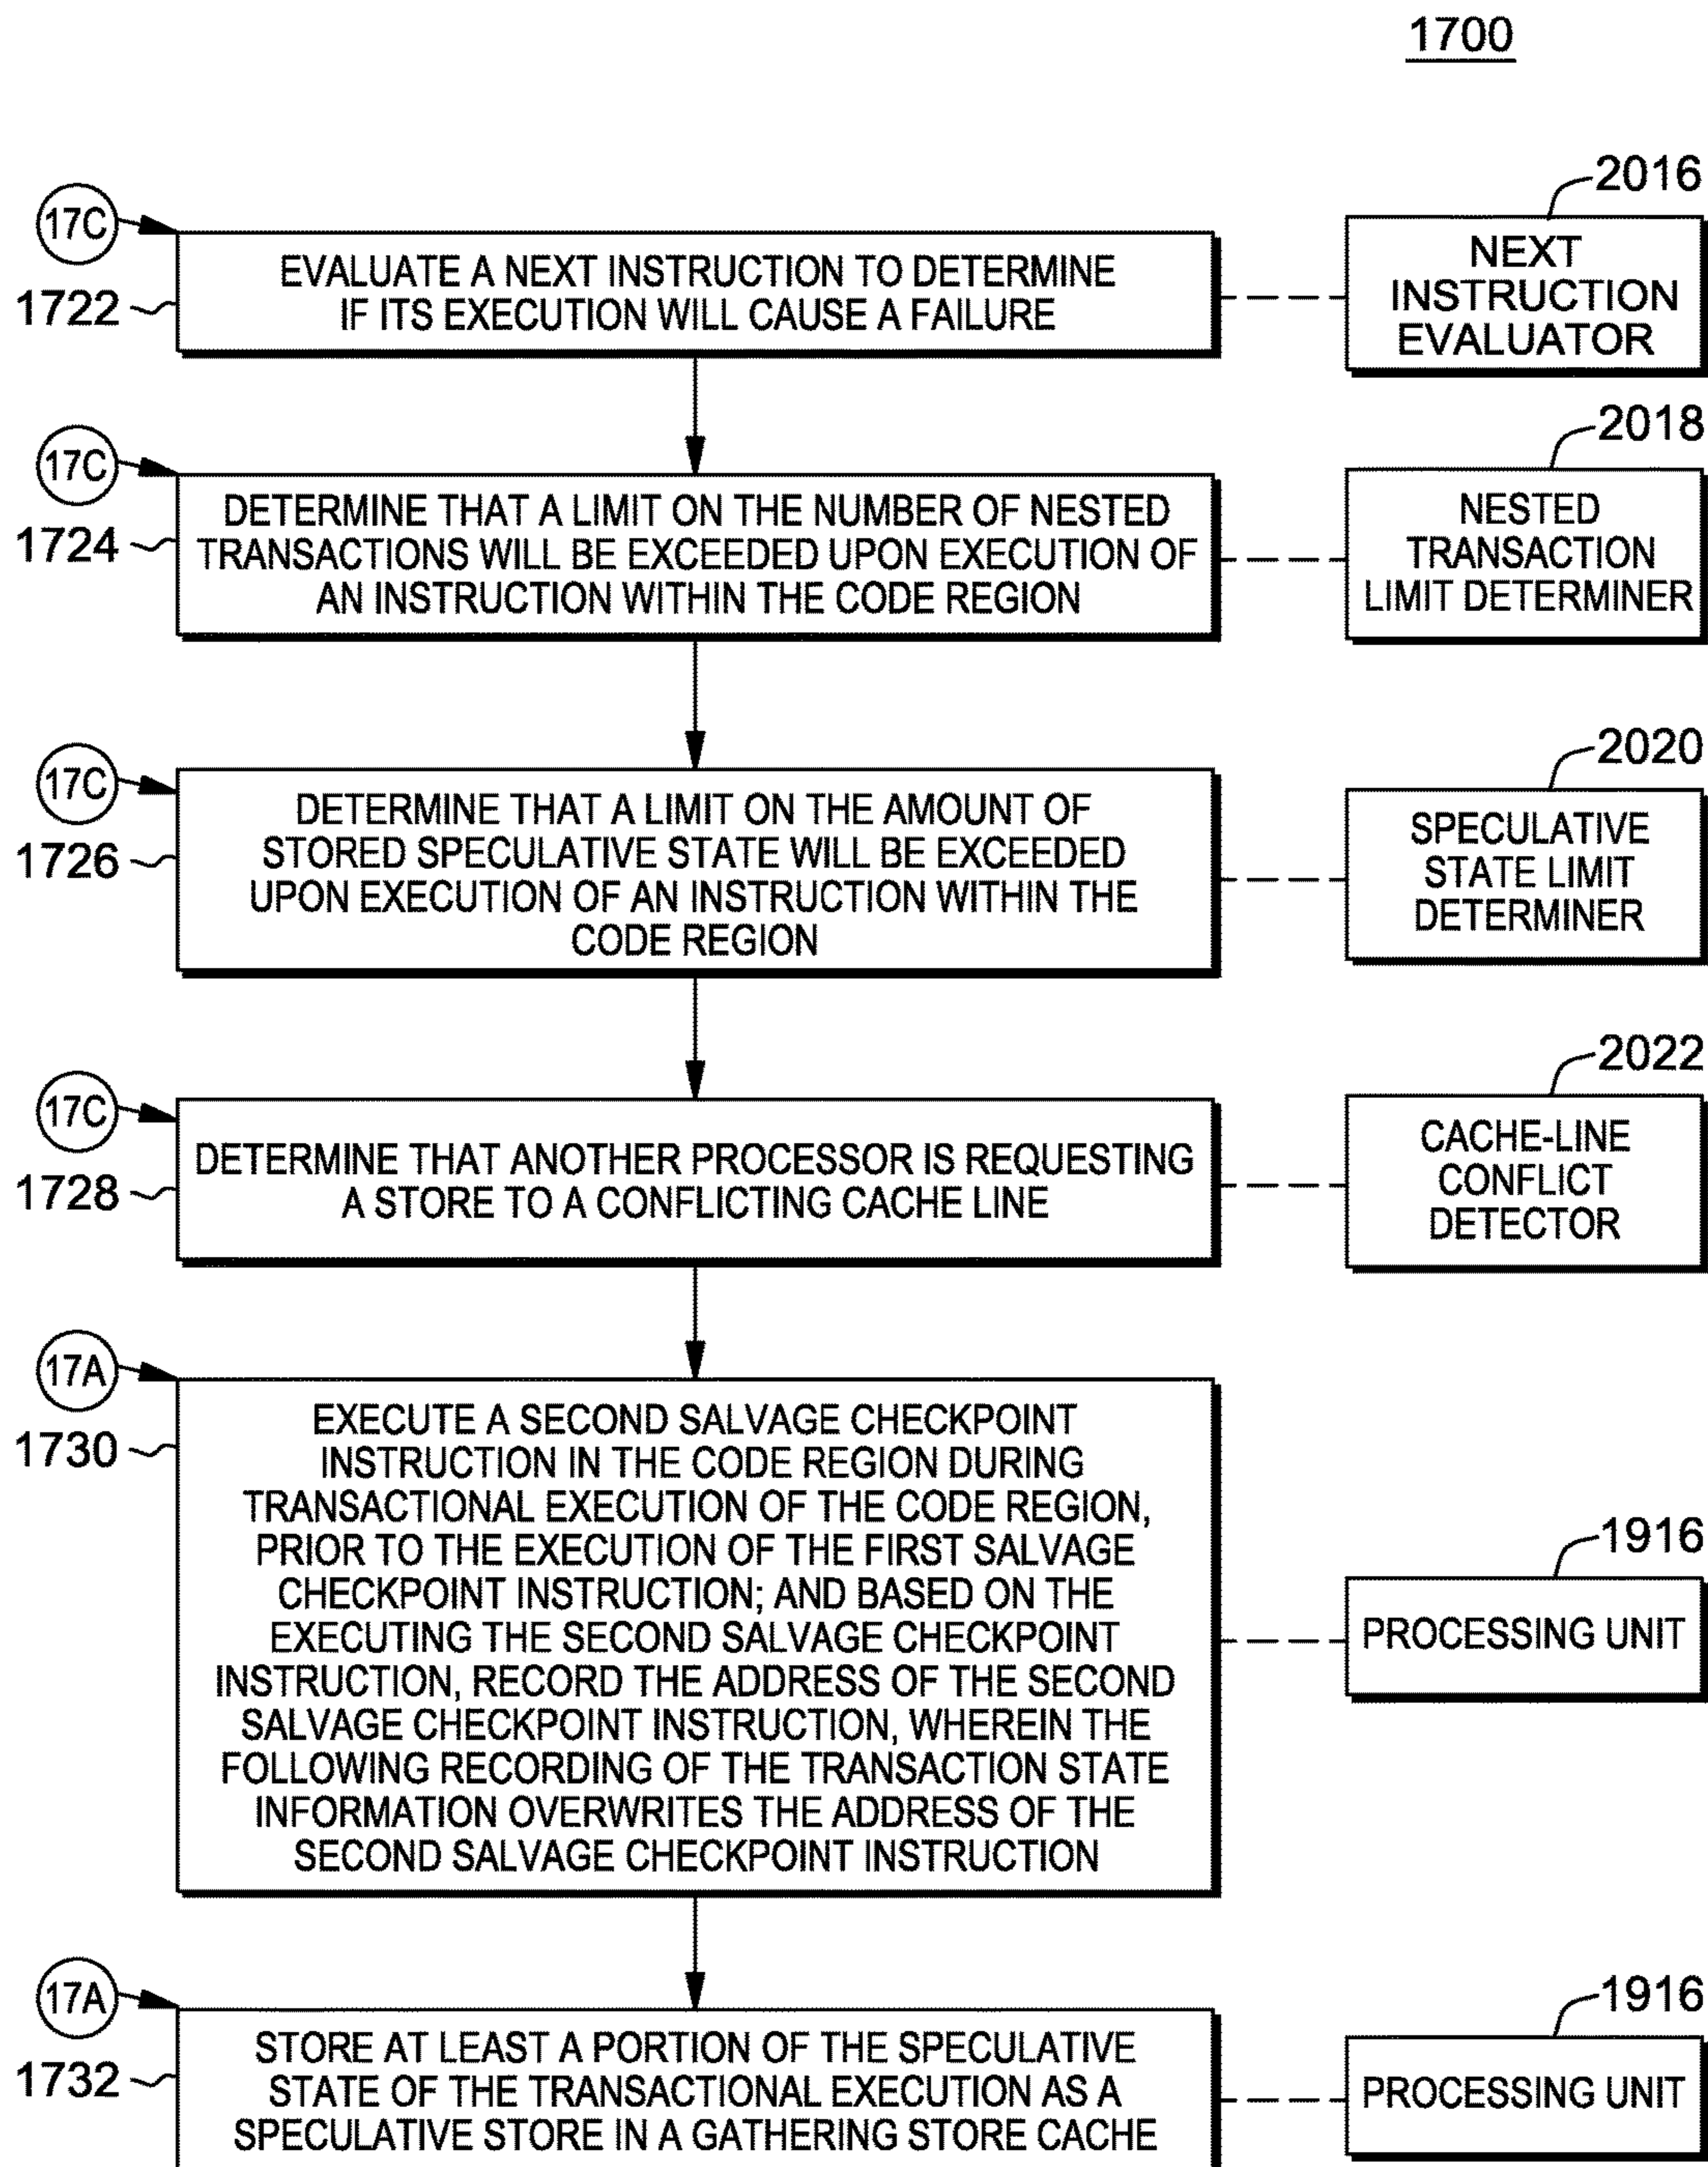 1700
17C
1722
EVALUATE A NEXT INSTRUCTION TO DETERMINE
IF ITS EXECUTION WILL CAUSE A FAILURE
2016
NEXT
INSTRUCTION
EVALUATOR
17C
1724
DETERMINE THAT A LIMIT ON THE NUMBER OF NESTED
TRANSACTIONS WILL BE EXCEEDED UPON EXECUTION OF
AN INSTRUCTION WITHIN THE CODE REGION
2018
NESTED
TRANSACTION
LIMIT DETERMINER
17C
1726
DETERMINE THAT A LIMIT ON THE AMOUNT OF
STORED SPECULATIVE STATE WILL BE EXCEEDED
UPON EXECUTION OF AN INSTRUCTION WITHIN THE
CODE REGION
2020
SPECULATIVE
STATE LIMIT
DETERMINER
17C
1728
DETERMINE THAT ANOTHER PROCESSOR IS REQUESTING
A STORE TO A CONFLICTING CACHE LINE
2022
CACHE-LINE
CONFLICT
DETECTOR
17A
1730
EXECUTE A SECOND SALVAGE CHECKPOINT
INSTRUCTION IN THE CODE REGION DURING
TRANSACTIONAL EXECUTION OF THE CODE REGION,
PRIOR TO THE EXECUTION OF THE FIRST SALVAGE
CHECKPOINT INSTRUCTION; AND BASED ON THE
EXECUTING THE SECOND SALVAGE CHECKPOINT
INSTRUCTION, RECORD THE ADDRESS OF THE SECOND
SALVAGE CHECKPOINT INSTRUCTION, WHEREIN THE
FOLLOWING RECORDING OF THE TRANSACTION STATE
INFORMATION OVERWRITES THE ADDRESS OF THE
SECOND SALVAGE CHECKPOINT INSTRUCTION
1916
PROCESSING UNIT
17A
1732
STORE AT LEAST A PORTION OF THE SPECULATIVE
STATE OF THE TRANSACTIONAL EXECUTION AS A
SPECULATIVE STORE IN A GATHERING STORE CACHE
1916
PROCESSING UNIT